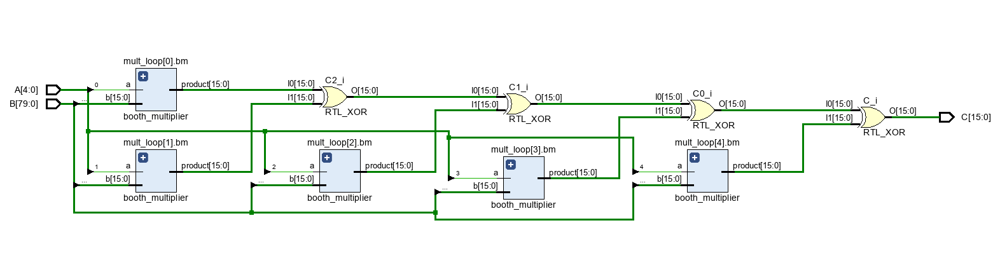 mult_loop[0].bm
A[4:0]
0
a
product[15:0]
B[79:0]
...
b[15:0]
booth_multiplier
C2_i
I0[15:0]
I1[15:0]
O[15:0]
RTL_XOR
C1_i
I0[15:0]
I1[15:0]
O[15:0]
RTL_XOR
C0_i
I0[15:0]
I1[15:0]
O[15:0]
RTL_XOR
C_i
I0[15:0]
I1[15:0]
O[15:0]
RTL_XOR
C[15:0]
mult_loop[1].bm
1
a
product[15:0]
...
b[15:0]
booth_multiplier
mult_loop[2].bm
2
a
product[15:0]
...
b[15:0]
booth_multiplier
mult_loop[3].bm
3
a
product[15:0]
...
b[15:0]
booth_multiplier
mult_loop[4].bm
4
a
product[15:0]
...
b[15:0]
booth_multiplier